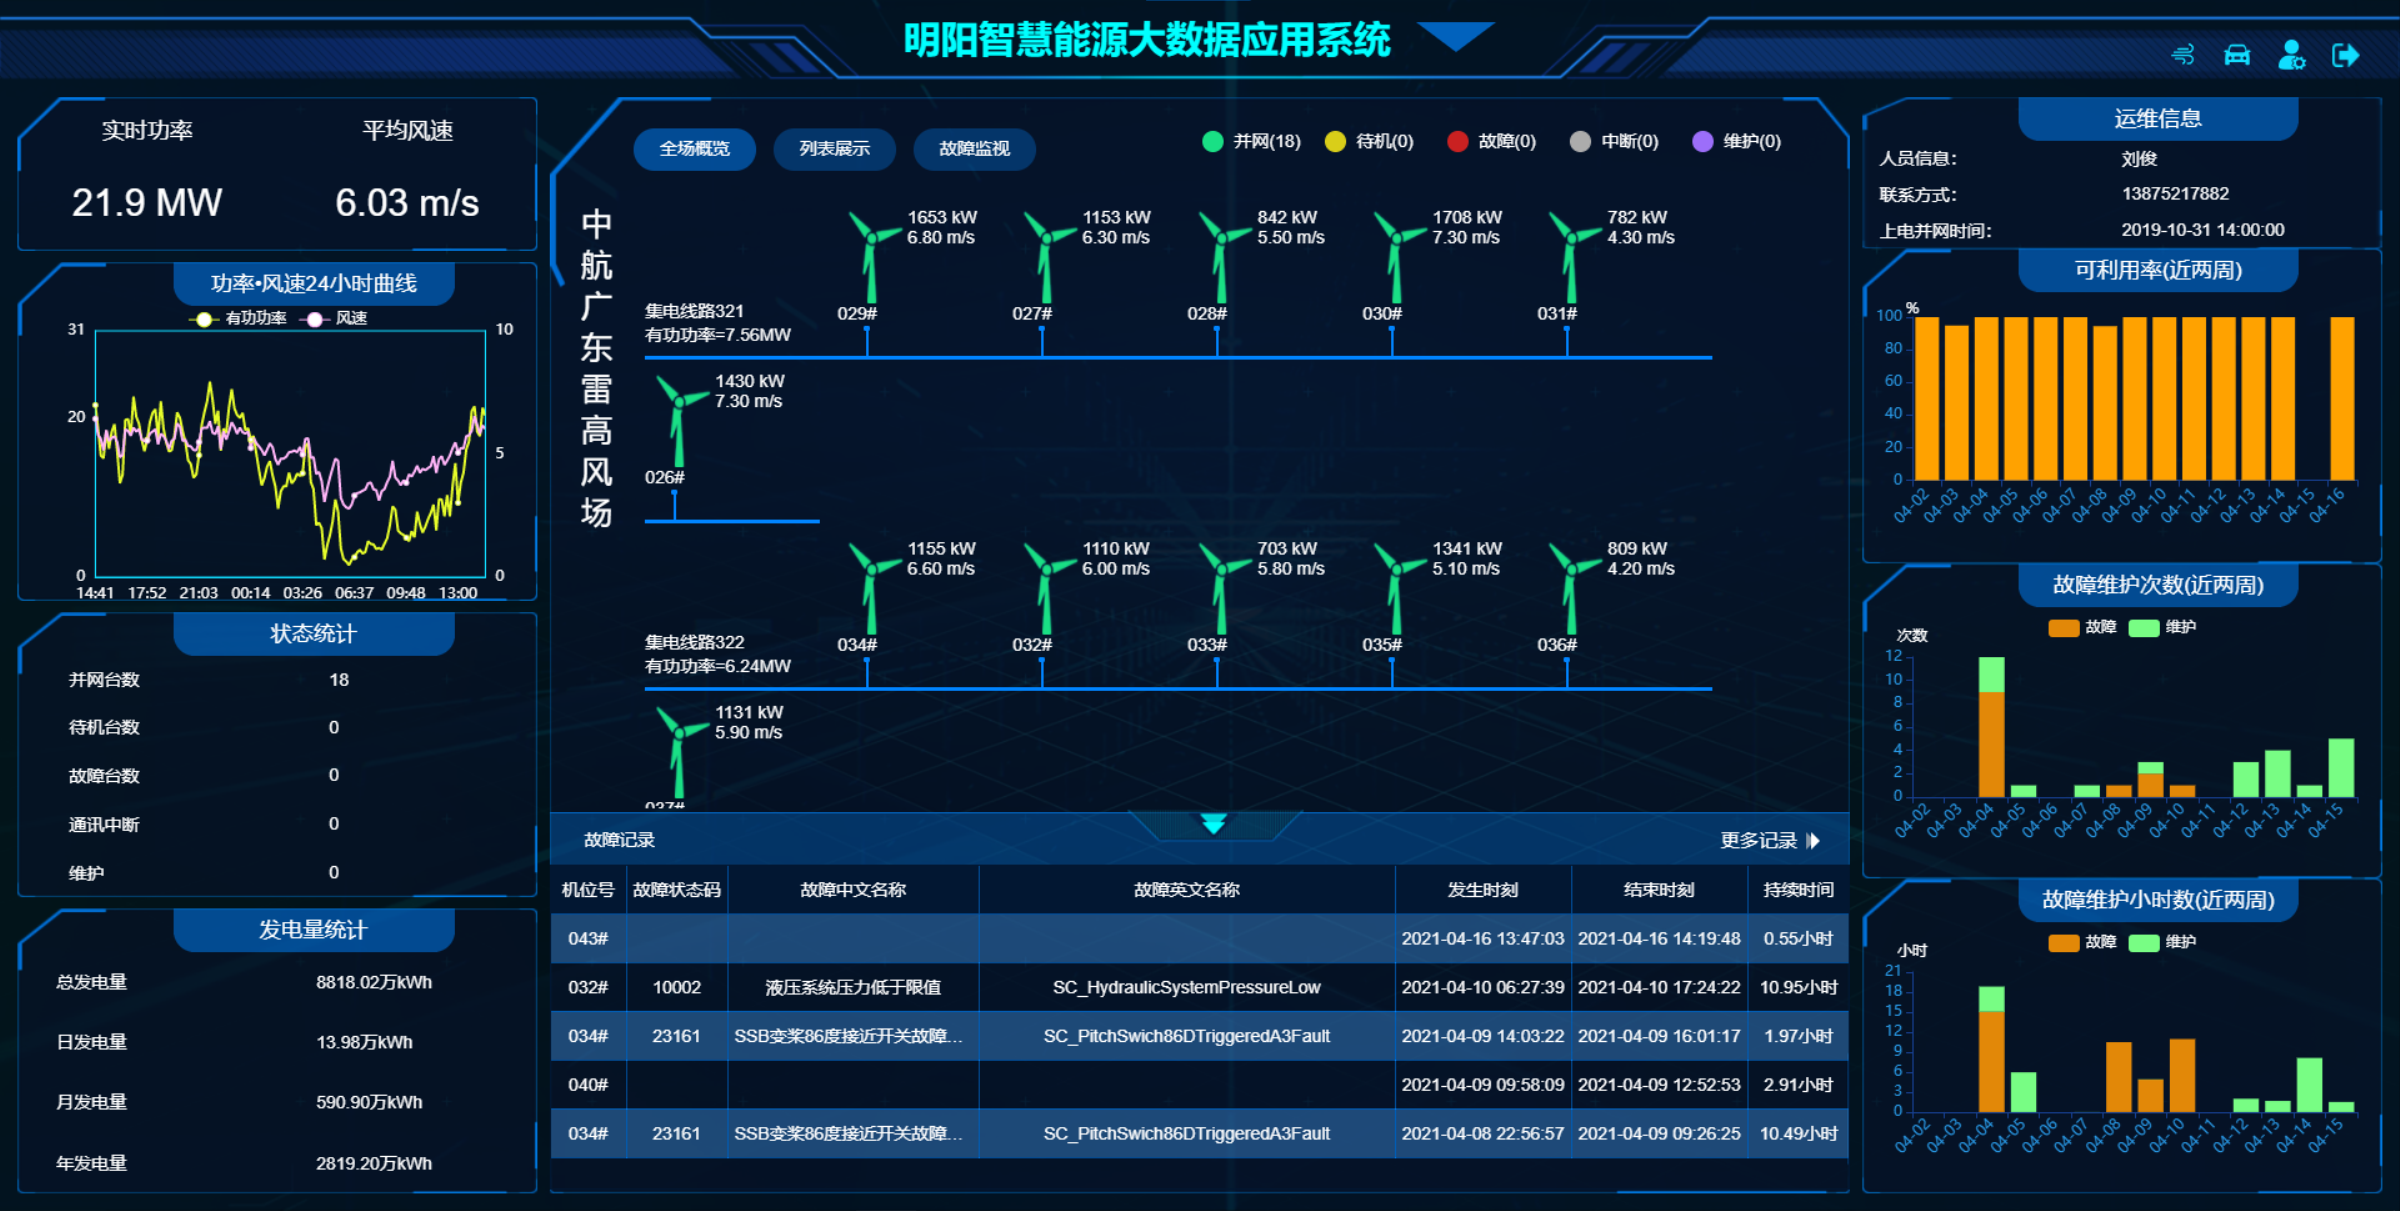 明阳智慧能源大数据应用系统
实时功率 平均风速
21.9 MW 6.03 m/s
功率•风速24小时曲线
有功功率 风速
31 10
20
5
0 0
14:41 17:52 21:03 00:14 03:26 06:37 09:48 13:00
状态统计
并网台数 18
待机台数 0
故障台数 0
通讯中断 0
维护 0
发电量统计
总发电量 8818.02万kWh
日发电量 13.98万kWh
月发电量 590.90万kWh
年发电量 2819.20万kWh
全场概览 列表展示 故障监视
并网(18) 待机(0) 故障(0) 中断(0) 维护(0)
中航广东雷高风场
1653 kW 1153 kW 842 kW 1708 kW 782 kW
6.80 m/s 6.30 m/s 5.50 m/s 7.30 m/s 4.30 m/s
集电线路321
有功功率=7.56MW
029# 027# 028# 030# 031#
1430 kW
7.30 m/s
026#
1155 kW 1110 kW 703 kW 1341 kW 809 kW
6.60 m/s 6.00 m/s 5.80 m/s 5.10 m/s 4.20 m/s
集电线路322
有功功率=6.24MW
034# 032# 033# 035# 036#
1131 kW
5.90 m/s
037#
故障记录 更多记录
机位号 故障状态码 故障中文名称 故障英文名称 发生时刻 结束时刻 持续时间
043# 2021-04-16 13:47:03 2021-04-16 14:19:48 0.55小时
032# 10002 液压系统压力低于限值 SC_HydraulicSystemPressureLow 2021-04-10 06:27:39 2021-04-10 17:24:22 10.95小时
034# 23161 SSB变桨86度接近开关故障... SC_PitchSwich86DTriggeredA3Fault 2021-04-09 14:03:22 2021-04-09 16:01:17 1.97小时
040# 2021-04-09 09:58:09 2021-04-09 12:52:53 2.91小时
034# 23161 SSB变桨86度接近开关故障... SC_PitchSwich86DTriggeredA3Fault 2021-04-08 22:56:57 2021-04-09 09:26:25 10.49小时
运维信息
人员信息: 刘俊
联系方式: 13875217882
上电并网时间: 2019-10-31 14:00:00
可利用率(近两周)
%
100
80
60
40
20
0
04-02 04-03 04-04 04-05 04-06 04-07 04-08 04-09 04-10 04-11 04-12 04-13 04-14 04-15 04-16
故障维护次数(近两周)
故障 维护
次数
12
10
8
6
4
2
0
04-02 04-03 04-04 04-05 04-06 04-07 04-08 04-09 04-10 04-11 04-12 04-13 04-14 04-15
故障维护小时数(近两周)
故障 维护
小时
21
18
15
12
9
6
3
0
04-02 04-03 04-04 04-05 04-06 04-07 04-08 04-09 04-10 04-11 04-12 04-13 04-14 04-15